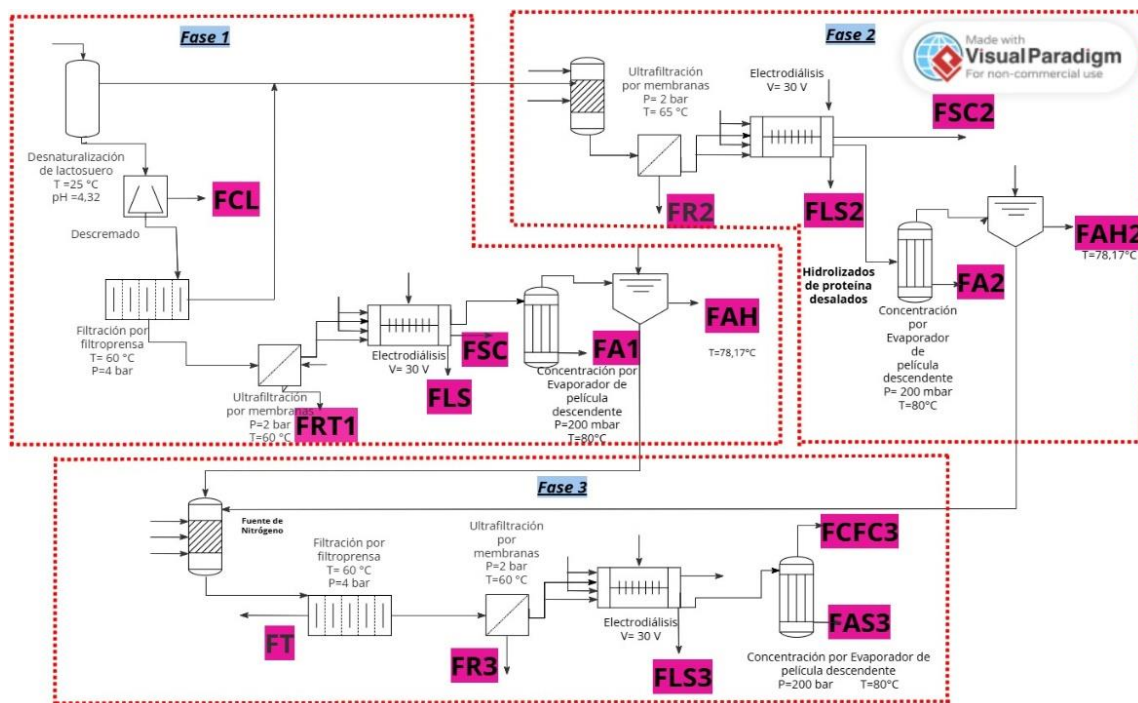 Fase 1
Desnaturalización
de lactosuero
T =25 °C
pH =4,32
FCL
Descremado
Filtración por
filtroprensa
T= 60 °C
P=4 bar
Ultrafiltración
por membranas
P=2 bar
T=60 °C
FRT1
Electrodiálisis
V= 30 V
FSC
FLS
FA1
Concentración por
Evaporador de
película
descendente
P=200 mbar
T=80°C
FAH
T=78,17°C
Fase 2
Made with
Visual Paradigm
For non-commercial use
Ultrafiltración
por membranas
P= 2 bar
T= 65 °C
FR2
Electrodiálisis
V= 30 V
FSC2
FLS2
Hidrolizados
de proteína
desalados
FA2
Concentración
por
Evaporador
de
película
descendente
P= 200 mbar
T=80°C
FAH2
T=78,17°C
Fase 3
Fuente de
Nitrógeno
Filtración por
filtroprensa
T= 60 °C
P=4 bar
FT
Ultrafiltración
por
membranas
P=2 bar
T=60 °C
FR3
Electrodiálisis
V= 30 V
FLS3
FCFC3
FAS3
Concentración por Evaporador de
película descendente
P=200 bar T=80°C